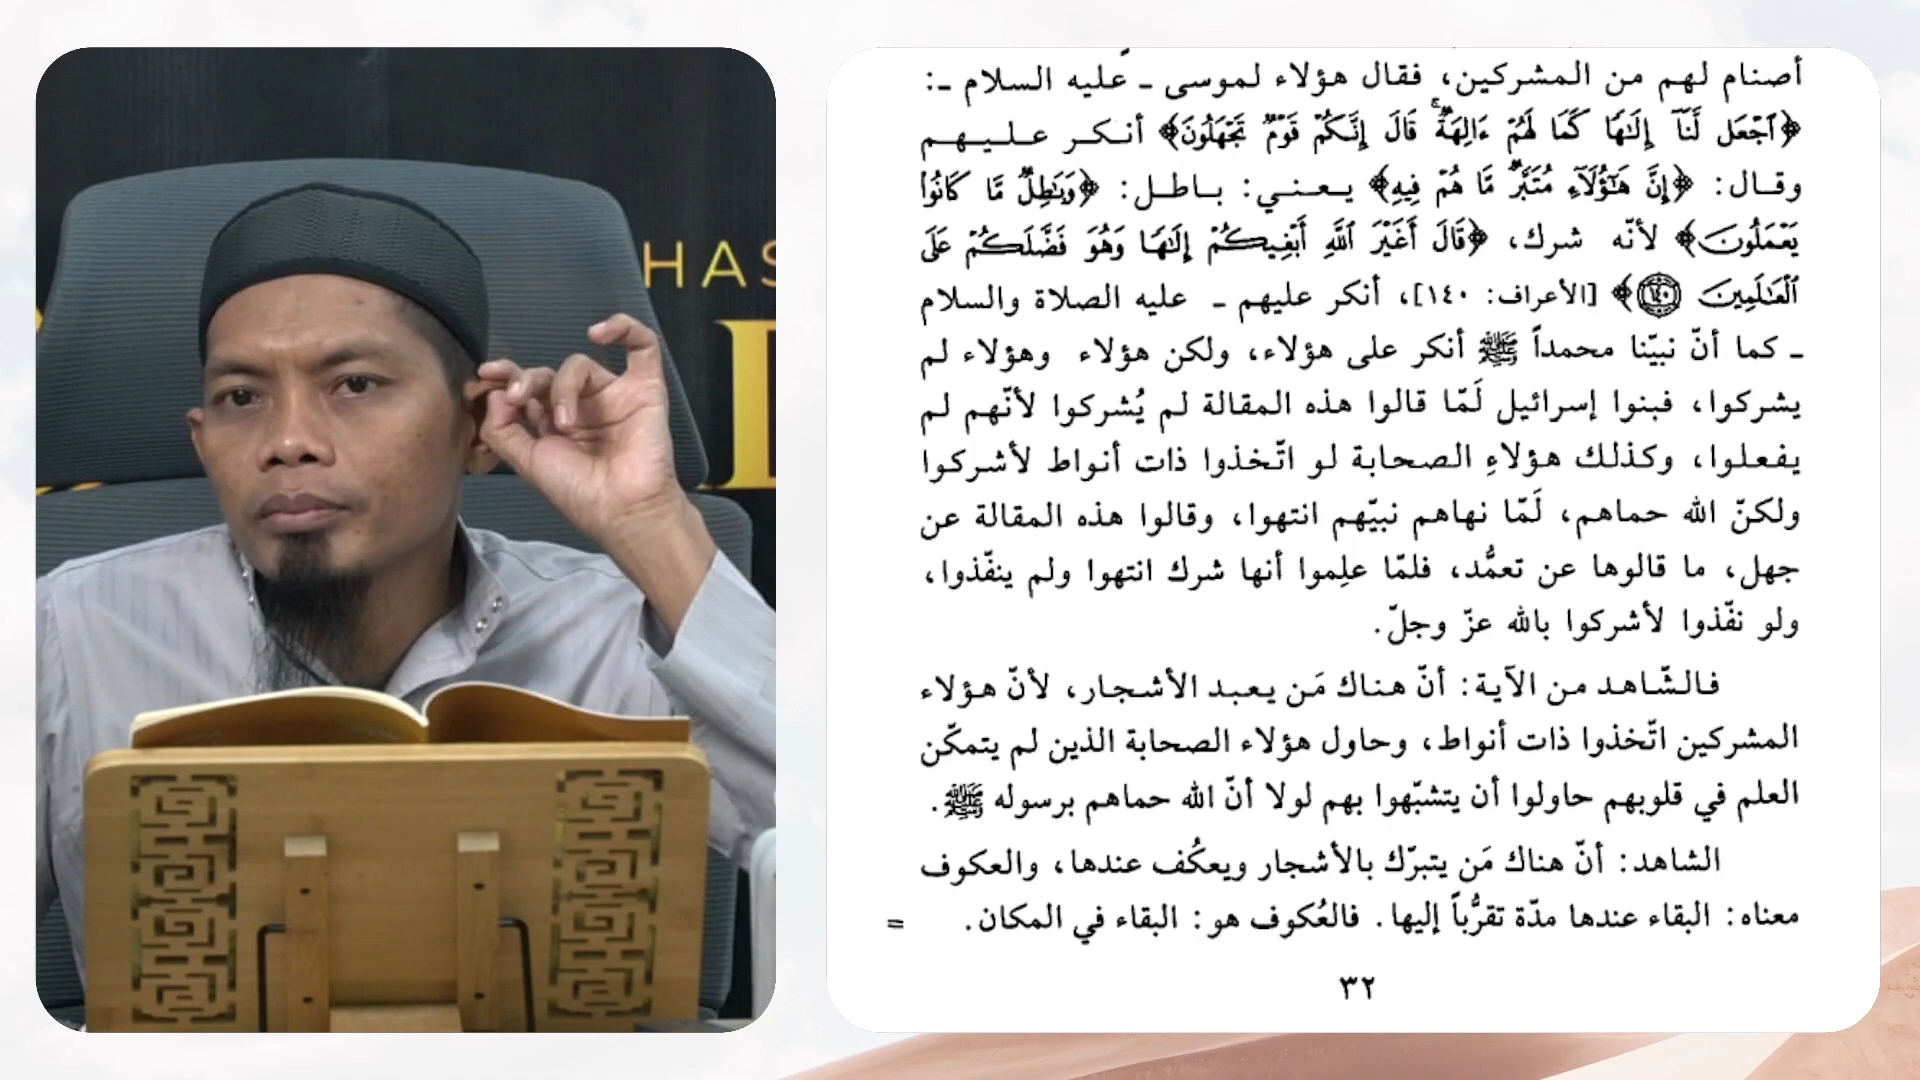 HAS
أصنام لهم من المشركين، فقال هؤلاء لموسى ـ عليه السلام ـ:
﴿ٱجْعَل لَّنَآ إِلَـٰهًا كَمَا لَهُمْ ءَالِهَةٌ ۚ قَالَ إِنَّكُمْ قَوْمٌ تَجْهَلُونَ﴾ أنكر عليهم
وقال: ﴿إِنَّ هَـٰٓؤُلَآءِ مُتَبَّرٌ مَّا هُمْ فِيهِ﴾ يعني: باطل: ﴿وَبَـٰطِلٌ مَّا كَانُوا۟
يَعْمَلُونَ﴾ لأنّه شرك، ﴿قَالَ أَغَيْرَ ٱللَّهِ أَبْغِيكُمْ إِلَـٰهًا وَهُوَ فَضَّلَكُمْ عَلَى
ٱلْعَـٰلَمِينَ ١٤٠﴾ [الأعراف: ١٤٠]، أنكر عليهم ـ عليه الصلاة والسلام
ـ كما أنّ نبيّنا محمداً ﷺ أنكر على هؤلاء، ولكن هؤلاء وهؤلاء لم
يشركوا، فبنوا إسرائيل لَمّا قالوا هذه المقالة لم يُشركوا لأنّهم لم
يفعلوا، وكذلك هؤلاءِ الصحابة لو اتّخذوا ذات أنواط لأشركوا
ولكنّ الله حماهم، لَمّا نهاهم نبيّهم انتهوا، وقالوا هذه المقالة عن
جهل، ما قالوها عن تعمُّد، فلمّا علِموا أنها شرك انتهوا ولم ينفّذوا،
ولو نفّذوا لأشركوا بالله عزّ وجلّ.
فالشّاهد من الآية: أنّ هناك مَن يعبد الأشجار، لأنّ هؤلاء
المشركين اتّخذوا ذات أنواط، وحاول هؤلاء الصحابة الذين لم يتمكّن
العلم في قلوبهم حاولوا أن يتشبّهوا بهم لولا أنّ الله حماهم برسوله ﷺ.
الشاهد: أنّ هناك مَن يتبرّك بالأشجار ويعكُف عندها، والعكوف
معناه: البقاء عندها مدّة تقرُّباً إليها. فالعُكوف هو: البقاء في المكان. =
٣٢